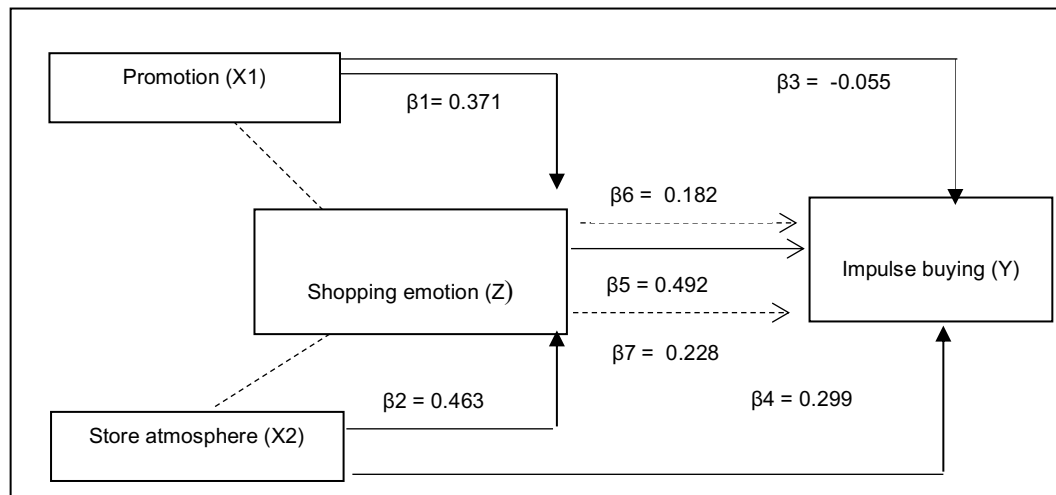 Promotion (X1)
β1= 0.371
β3 =  -0.055
β6 =  0.182
Shopping emotion (Z)
Impulse buying (Y)
β5 = 0.492
β7 =  0.228
β2 = 0.463
β4 = 0.299
Store atmosphere (X2)